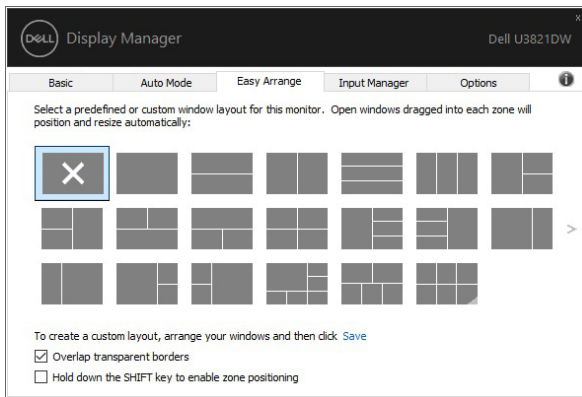 x
DELL Display Manager Dell U3821DW
Basic Auto Mode Easy Arrange Input Manager Options i
Select a predefined or custom window layout for this monitor. Open windows dragged into each zone will
position and resize automatically:
>
To create a custom layout, arrange your windows and then click Save
Overlap transparent borders
Hold down the SHIFT key to enable zone positioning